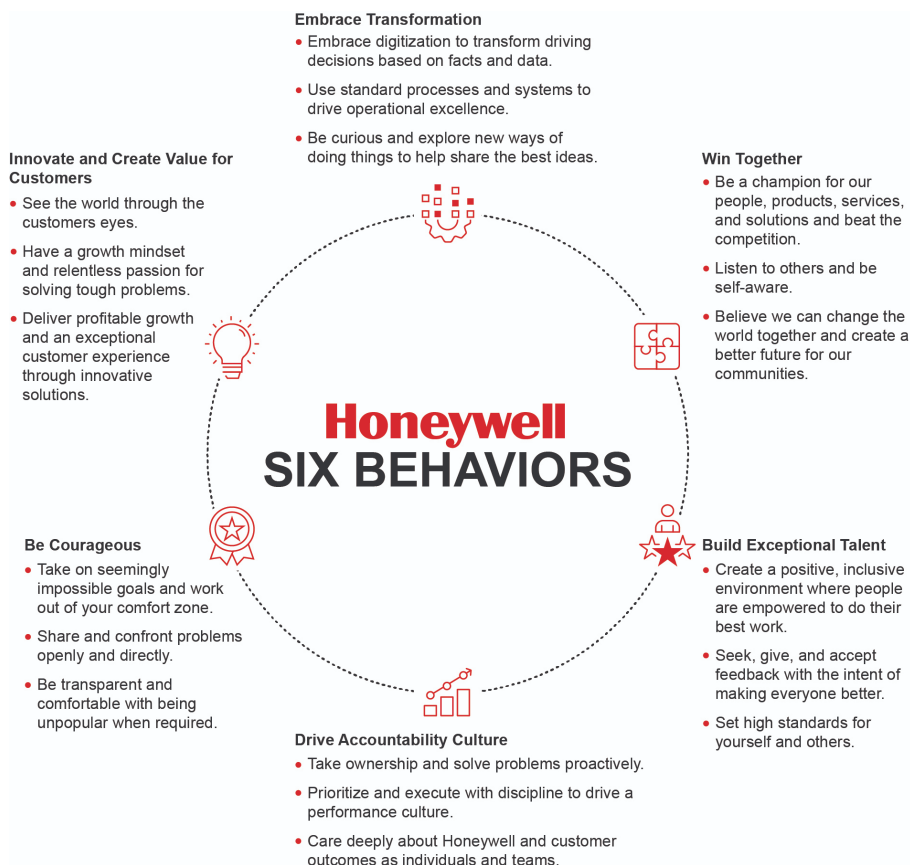 Embrace Transformation
• Embrace digitization to transform driving
decisions based on facts and data.
• Use standard processes and systems to
drive operational excellence.
• Be curious and explore new ways of
doing things to help share the best ideas.
Innovate and Create Value for
Customers
• See the world through the
customers eyes.
• Have a growth mindset
and relentless passion for
solving tough problems.
• Deliver profitable growth
and an exceptional
customer experience
through innovative
solutions.
Win Together
• Be a champion for our
people, products, services,
and solutions and beat the
competition.
• Listen to others and be
self-aware.
• Believe we can change the
world together and create a
better future for our
communities.
Honeywell
SIX BEHAVIORS
Be Courageous
• Take on seemingly
impossible goals and work
out of your comfort zone.
• Share and confront problems
openly and directly.
• Be transparent and
comfortable with being
unpopular when required.
Build Exceptional Talent
• Create a positive, inclusive
environment where people
are empowered to do their
best work.
• Seek, give, and accept
feedback with the intent of
making everyone better.
• Set high standards for
yourself and others.
Drive Accountability Culture
• Take ownership and solve problems proactively.
• Prioritize and execute with discipline to drive a
performance culture.
• Care deeply about Honeywell and customer
outcomes as individuals and teams.